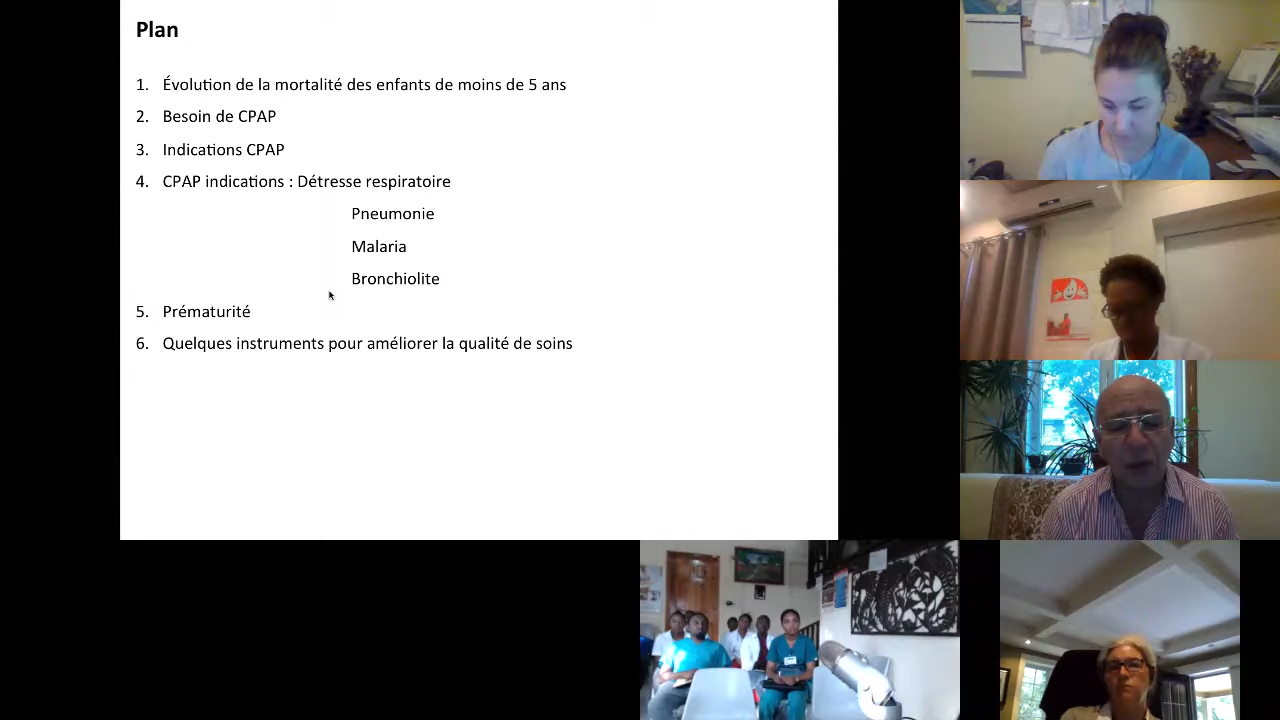 Plan
1. Évolution de la mortalité des enfants de moins de 5 ans
2. Besoin de CPAP
3. Indications CPAP
4. CPAP indications : Détresse respiratoire
Pneumonie
Malaria
Bronchiolite
5. Prématurité
6. Quelques instruments pour améliorer la qualité de soins